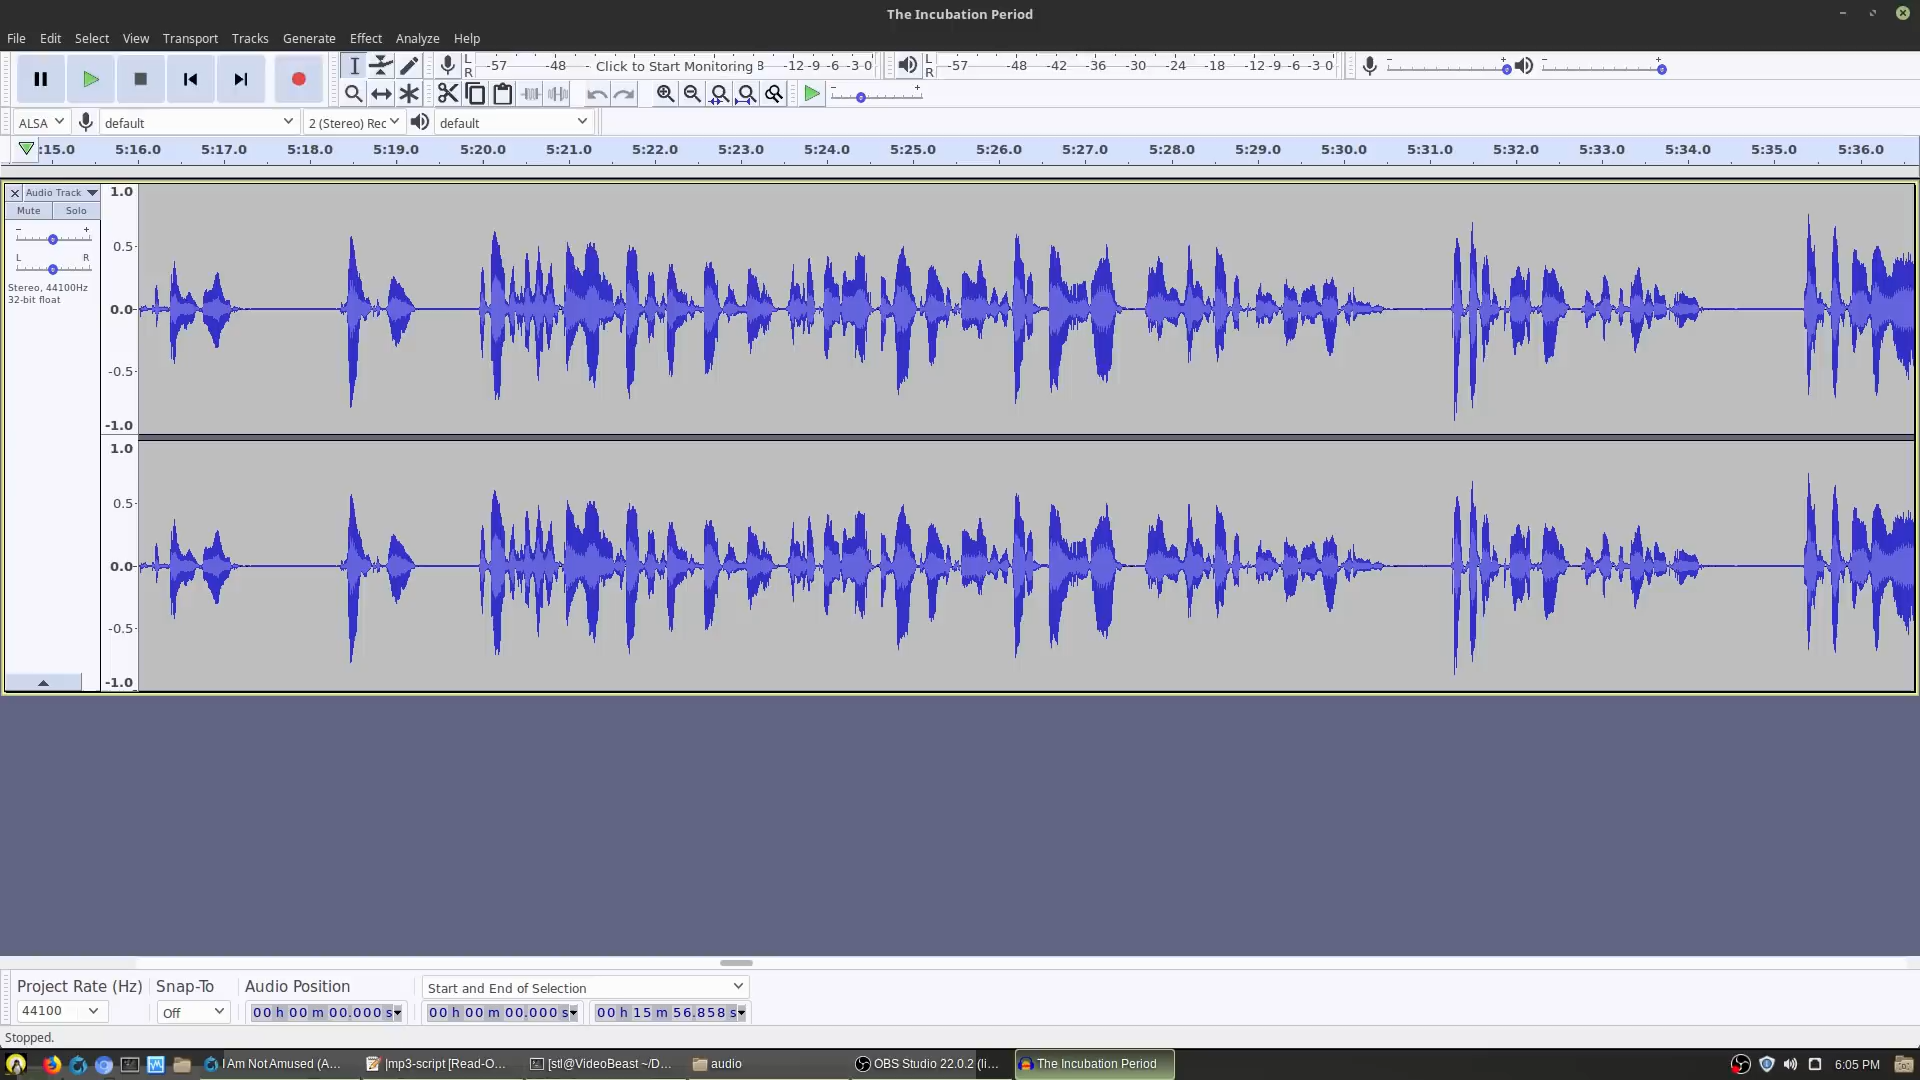 The Incubation Period
File Edit Select View Transport Tracks Generate Effect Analyze Help
L R -57 -48 - Click to Start Monitoring 8 -12 -9 -6 -3 0 L R -57 -48 -42 -36 -30 -24 -18 -12 -9 -6 -3 0 - + - +
- +
ALSA default 2 (Stereo) Rec default
:15.0 5:16.0 5:17.0 5:18.0 5:19.0 5:20.0 5:21.0 5:22.0 5:23.0 5:24.0 5:25.0 5:26.0 5:27.0 5:28.0 5:29.0 5:30.0 5:31.0 5:32.0 5:33.0 5:34.0 5:35.0 5:36.0
Audio Track 1.0
Mute Solo
- +
0.5
L R
Stereo, 44100Hz
32-bit float
0.0
-0.5
-1.0
1.0
0.5
0.0
-0.5
-1.0
Project Rate (Hz) Snap-To Audio Position Start and End of Selection
44100 Off 00 h 00 m 00.000 s 00 h 00 m 00.000 s 00 h 15 m 56.858 s
Stopped.
I Am Not Amused (A... mp3-script [Read-O... [stl@VideoBeast ~/D... audio OBS Studio 22.0.2 (li... The Incubation Period 6:05 PM